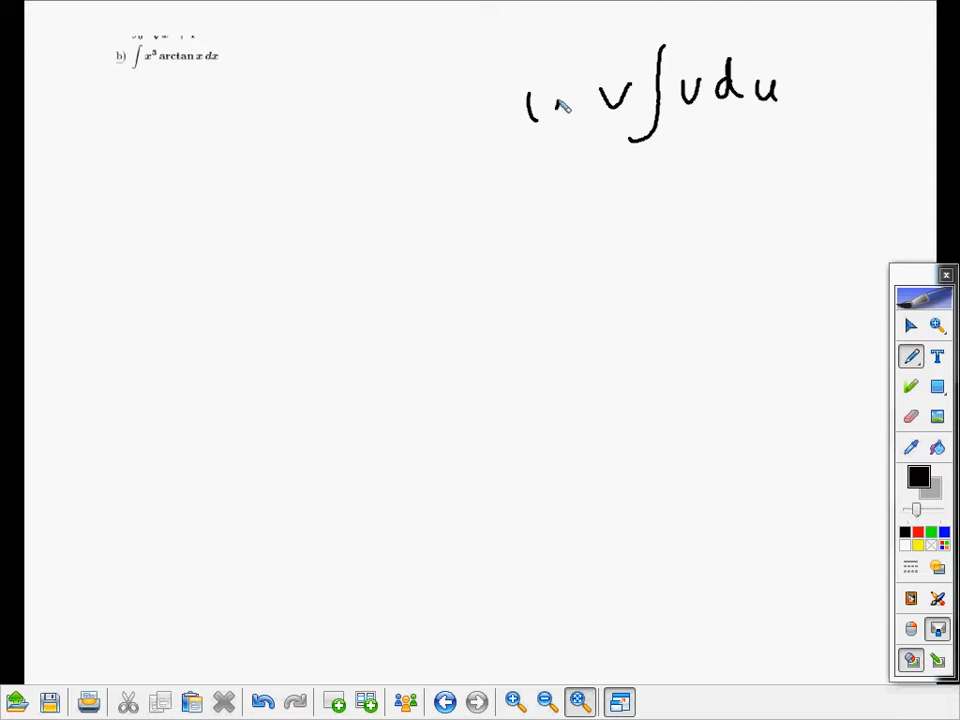 b) ∫ x³ arctan x dx
v ∫ v du
T